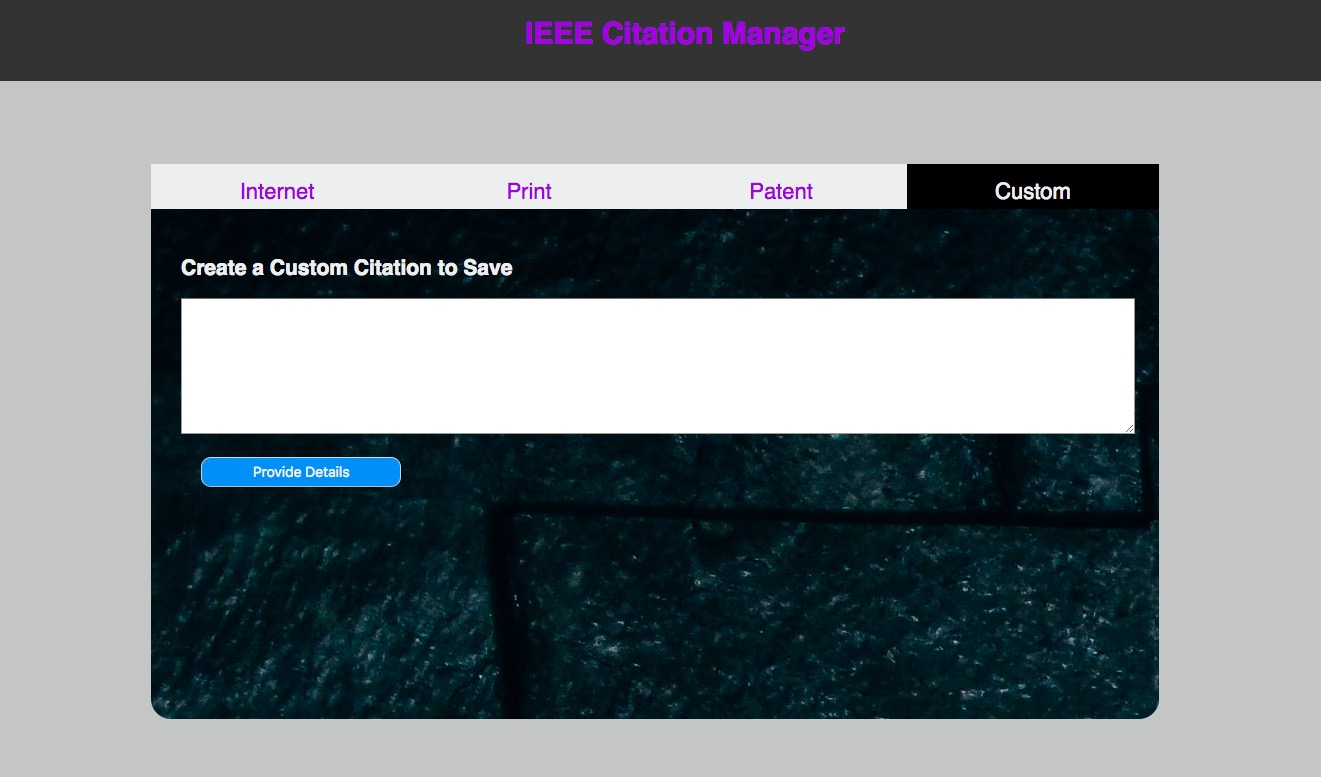 IEEE Citation Manager
Internet Print Patent Custom
Create a Custom Citation to Save
Provide Details